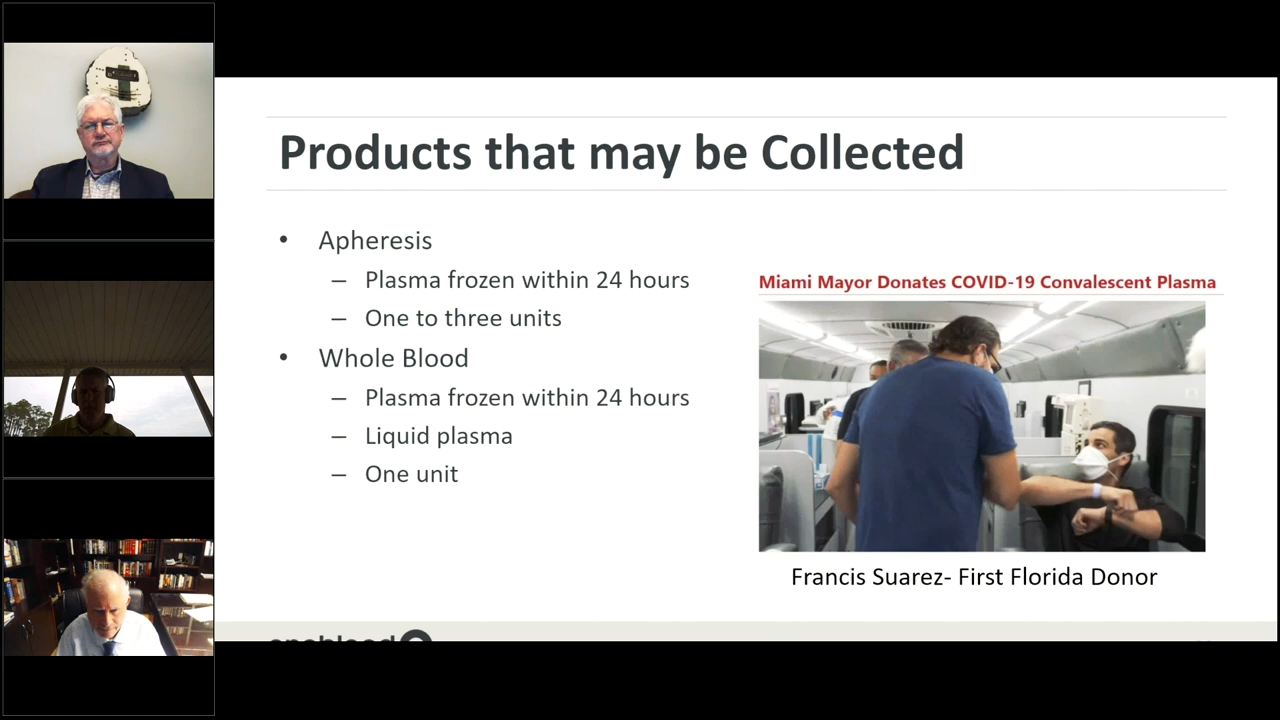 Products that may be Collected
• Apheresis
– Plasma frozen within 24 hours
– One to three units
• Whole Blood
– Plasma frozen within 24 hours
– Liquid plasma
– One unit
Miami Mayor Donates COVID-19 Convalescent Plasma
Francis Suarez- First Florida Donor
oneblood